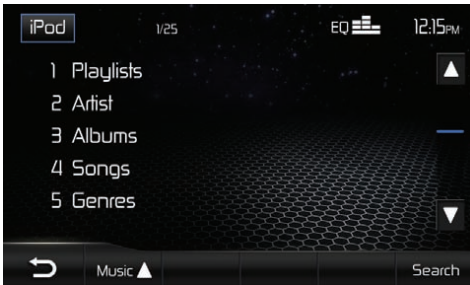 iPod 1/25 EQ 12:15PM
1 Playlists
2 Artist
3 Albums
4 Songs
5 Genres
Music Search